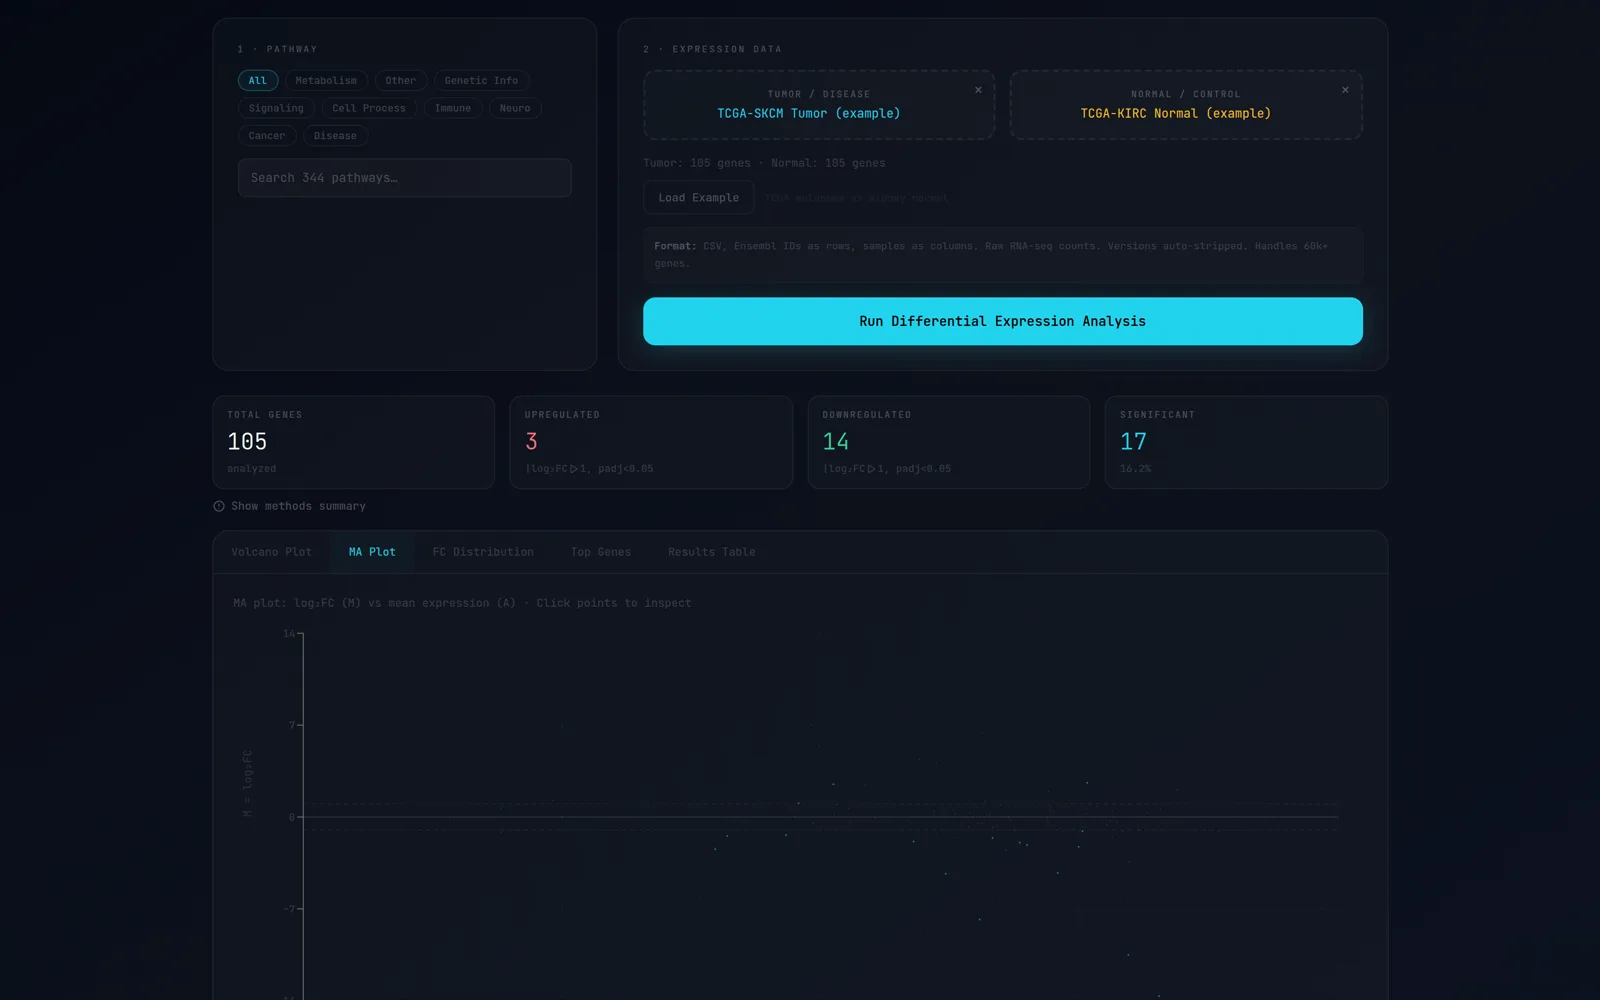 1 · PATHWAY
All
Metabolism
Other
Genetic Info
Signaling
Cell Process
Immune
Neuro
Cancer
Disease
Search 344 pathways…
2 · EXPRESSION DATA
TUMOR / DISEASE
×
TCGA-SKCM Tumor (example)
NORMAL / CONTROL
×
TCGA-KIRC Normal (example)
Tumor: 105 genes · Normal: 105 genes
Load Example
TCGA melanoma vs kidney normal
Format: CSV, Ensembl IDs as rows, samples as columns. Raw RNA-seq counts. Versions auto-stripped. Handles 60k+
genes.
Run Differential Expression Analysis
TOTAL GENES
105
analyzed
UPREGULATED
3
|log₂FC|>1, padj<0.05
DOWNREGULATED
14
|log₂FC|>1, padj<0.05
SIGNIFICANT
17
16.2%
Show methods summary
Volcano Plot
MA Plot
FC Distribution
Top Genes
Results Table
MA plot: log₂FC (M) vs mean expression (A) · Click points to inspect
14
7
M = log₂FC
0
-7